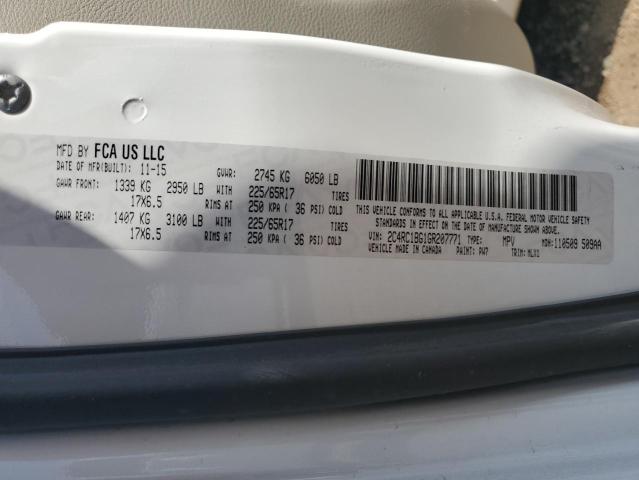 MFD BY FCA US LLC
DATE OF MFR(BUILT): 11-15 GVWR: 2745 KG 6050 LB
GAWR FRONT: 1339 KG 2950 LB WITH 225/65R17 TIRES
17X6.5 RIMS AT 250 KPA ( 36 PSI) COLD
GAWR REAR: 1407 KG 3100 LB WITH 225/65R17 TIRES
17X6.5 RIMS AT 250 KPA ( 36 PSI) COLD
THIS VEHICLE CONFORMS TO ALL APPLICABLE U.S.A. FEDERAL MOTOR VEHICLE SAFETY
STANDARDS IN EFFECT ON THE DATE OF MANUFACTURE SHOWN ABOVE.
VIN: 2C4RC1BG1GR207771 TYPE: MPV MDH: 110509 509AA
VEHICLE MADE IN CANADA PAINT: PW7 TRIM: